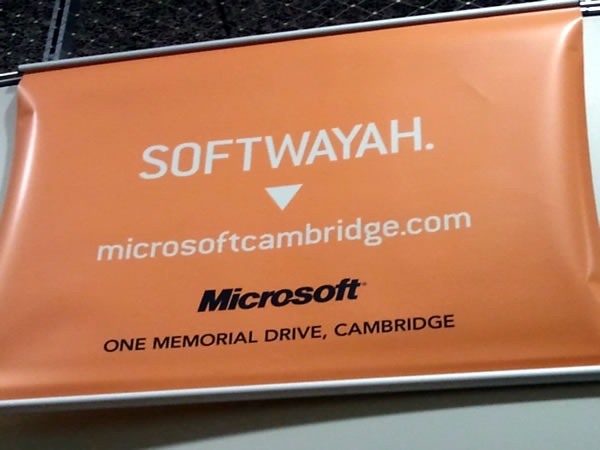 SOFTWAYAH.
microsoftcambridge.com
Microsoft
ONE MEMORIAL DRIVE, CAMBRIDGE